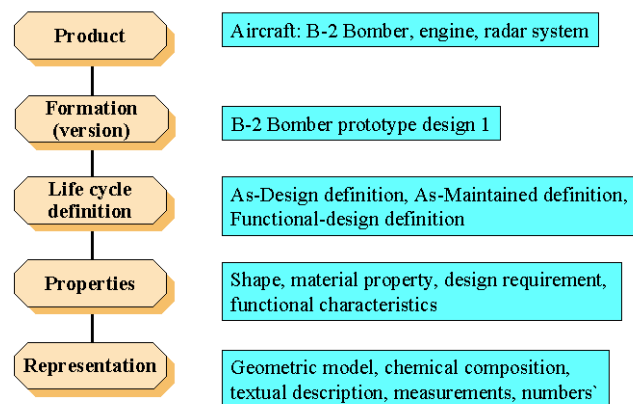 Product
Aircraft: B-2 Bomber, engine, radar system
Formation
(version)
B-2 Bomber prototype design 1
Life cycle
definition
As-Design definition, As-Maintained definition,
Functional-design definition
Properties
Shape, material property, design requirement,
functional characteristics
Representation
Geometric model, chemical composition,
textual description, measurements, numbers`